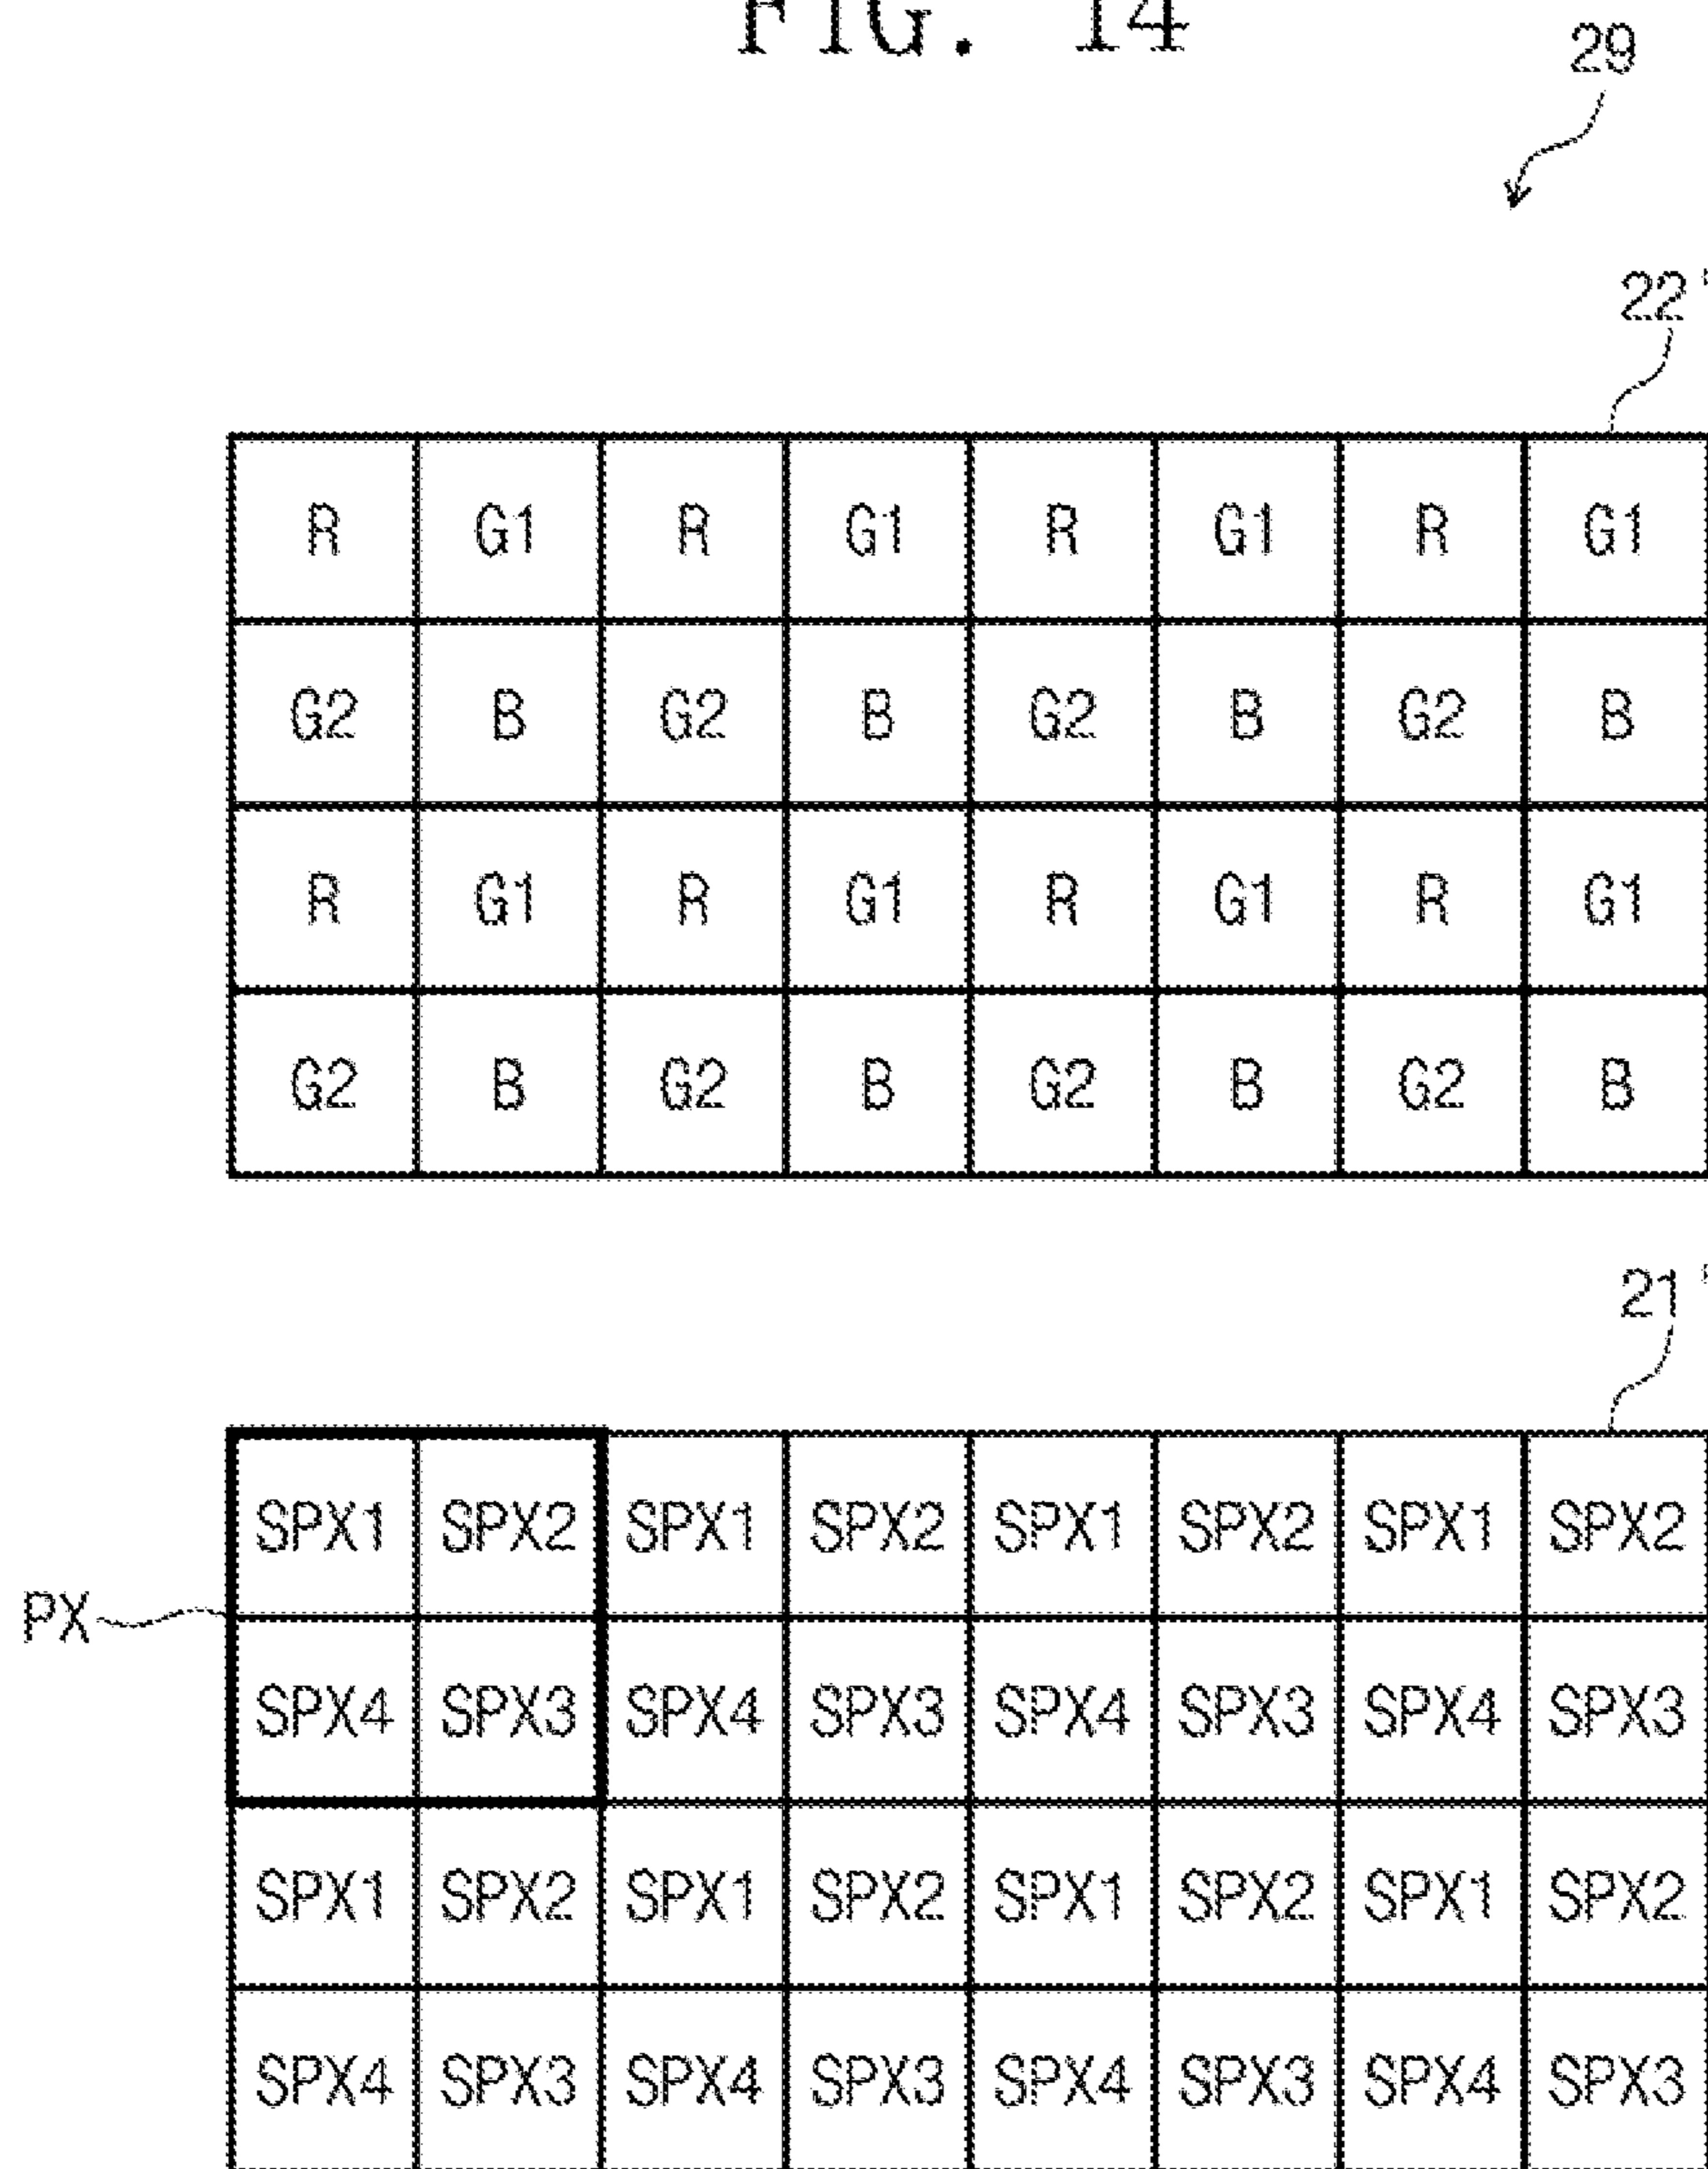 FIG. 14
29
22'
R G1 R G1 R G1 R G1
G2 B G2 B G2 B G2 B
R G1 R G1 R G1 R G1
G2 B G2 B G2 B G2 B
21'
SPX1 SPX2 SPX1 SPX2 SPX1 SPX2 SPX1 SPX2
PX
SPX4 SPX3 SPX4 SPX3 SPX4 SPX3 SPX4 SPX3
SPX1 SPX2 SPX1 SPX2 SPX1 SPX2 SPX1 SPX2
SPX4 SPX3 SPX4 SPX3 SPX4 SPX3 SPX4 SPX3